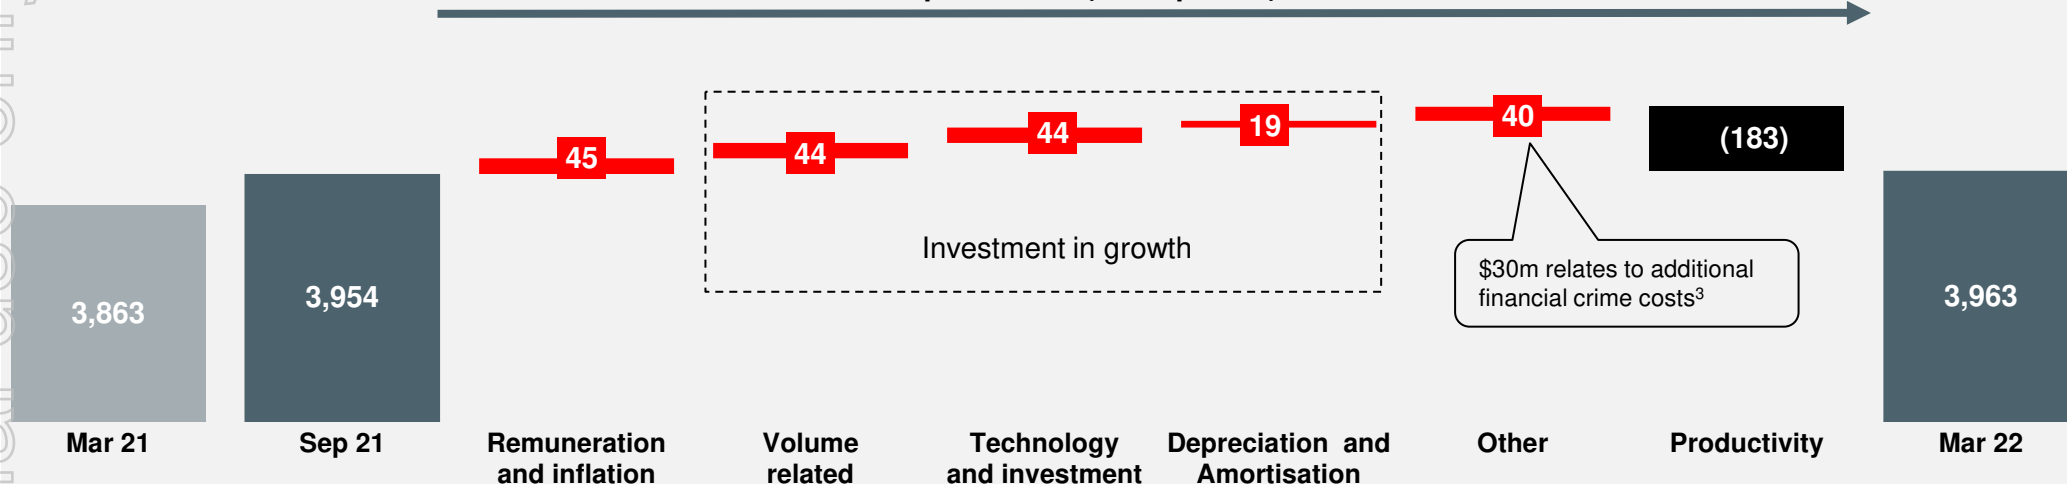 45
44
44
19
40
(183)
Investment in growth
$30m relates to additional
financial crime costs3
3,863
3,954
3,963
Mar 21
Sep 21
Remuneration
and inflation
Volume
related
Technology
and investment
Depreciation and
Amortisation
Other
Productivity
Mar 22